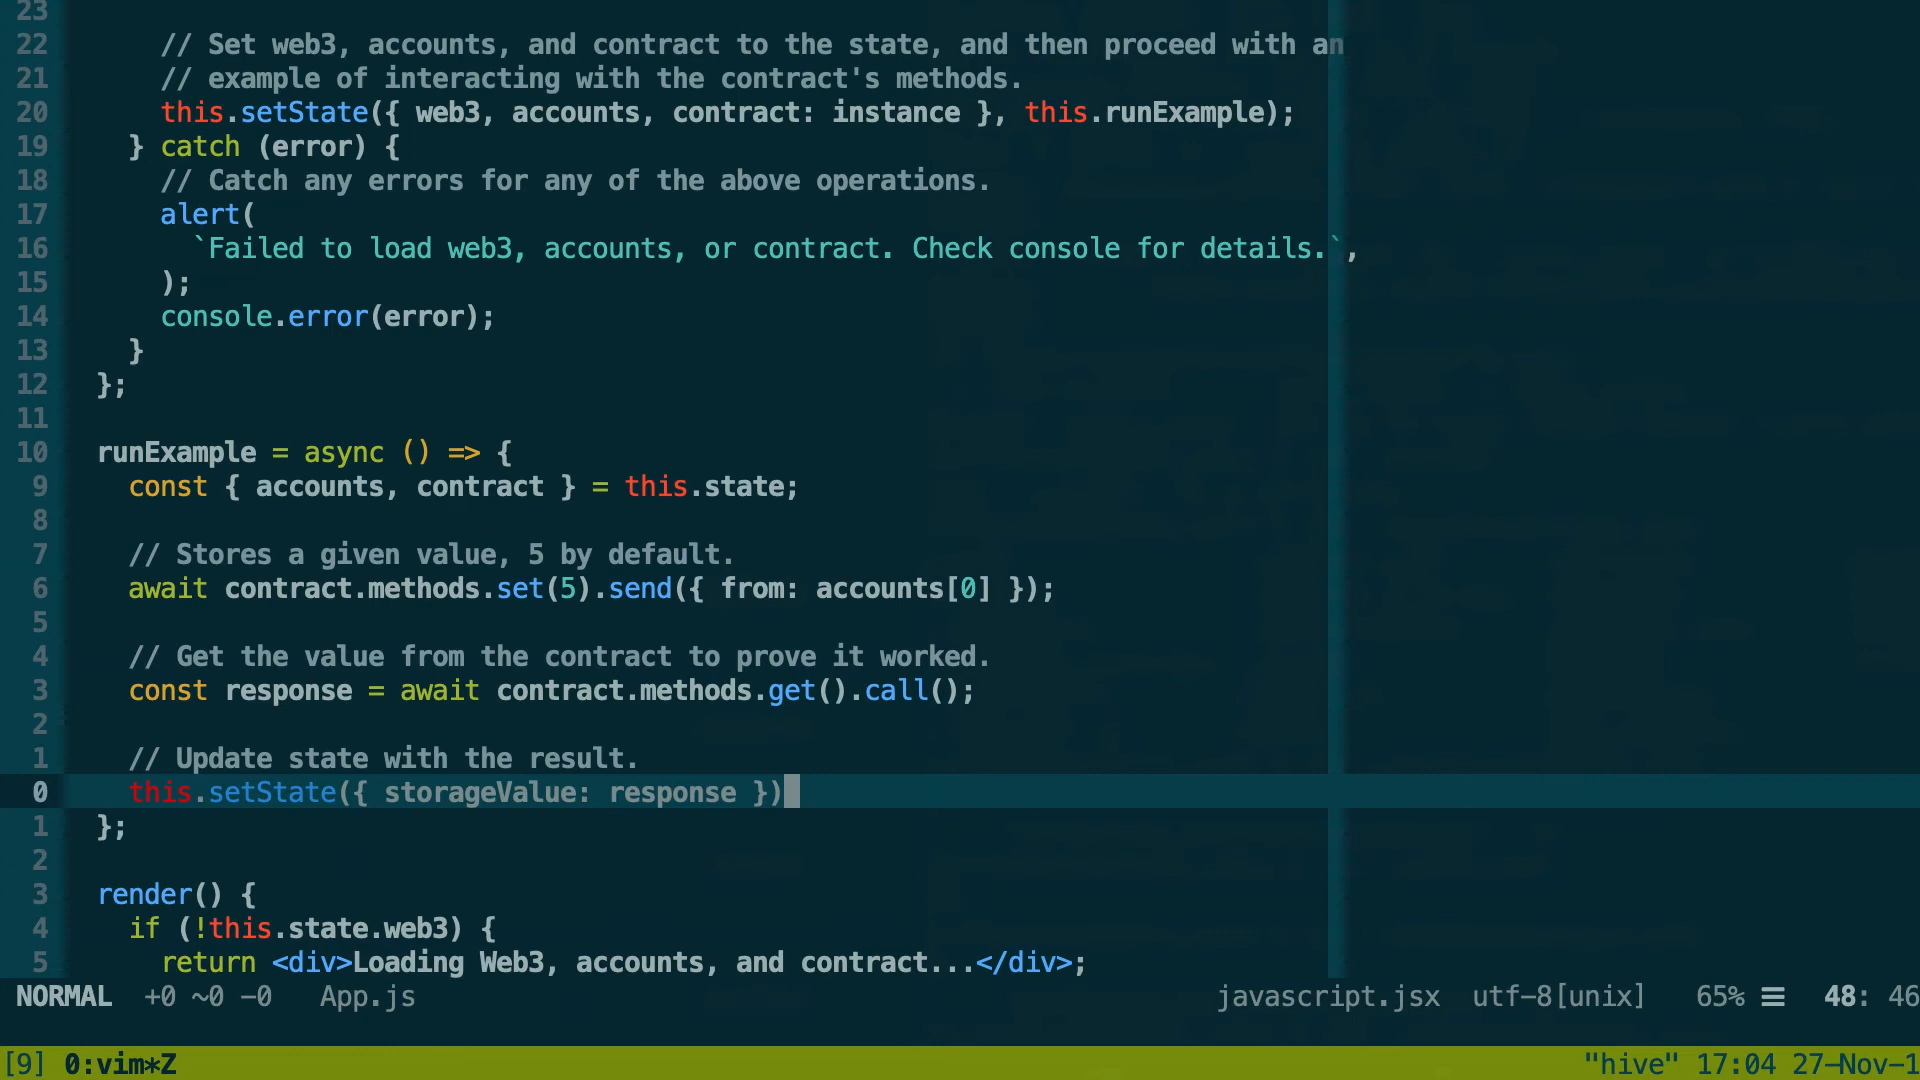 23
22 // Set web3, accounts, and contract to the state, and then proceed with an
21 // example of interacting with the contract's methods.
20 this.setState({ web3, accounts, contract: instance }, this.runExample);
19 } catch (error) {
18 // Catch any errors for any of the above operations.
17 alert(
16 `Failed to load web3, accounts, or contract. Check console for details.`,
15 );
14 console.error(error);
13 }
12 };
11
10 runExample = async () => {
9 const { accounts, contract } = this.state;
8
7 // Stores a given value, 5 by default.
6 await contract.methods.set(5).send({ from: accounts[0] });
5
4 // Get the value from the contract to prove it worked.
3 const response = await contract.methods.get().call();
2
1 // Update state with the result.
0 this.setState({ storageValue: response })
1 };
2
3 render() {
4 if (!this.state.web3) {
5 return <div>Loading Web3, accounts, and contract...</div>;
NORMAL +0 ~0 -0 App.js javascript.jsx utf-8[unix] 65% ☰ 48: 46
[9] 0:vim*Z "hive" 17:04 27-Nov-1